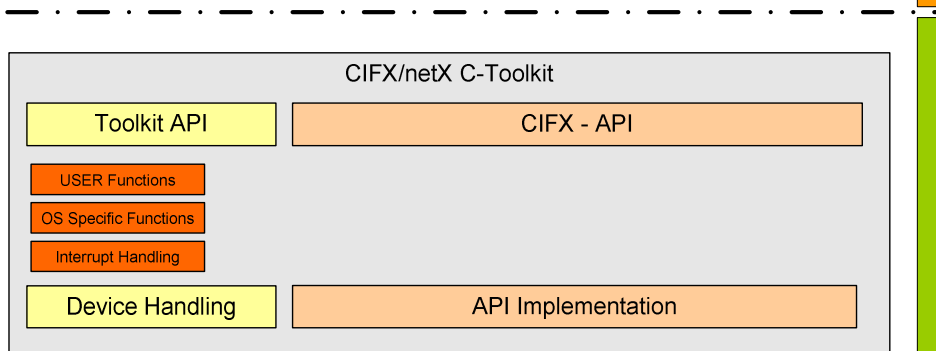 CIFX/netX C-Toolkit
Toolkit API
CIFX - API
USER Functions
OS Specific Functions
Interrupt Handling
Device Handling
API Implementation